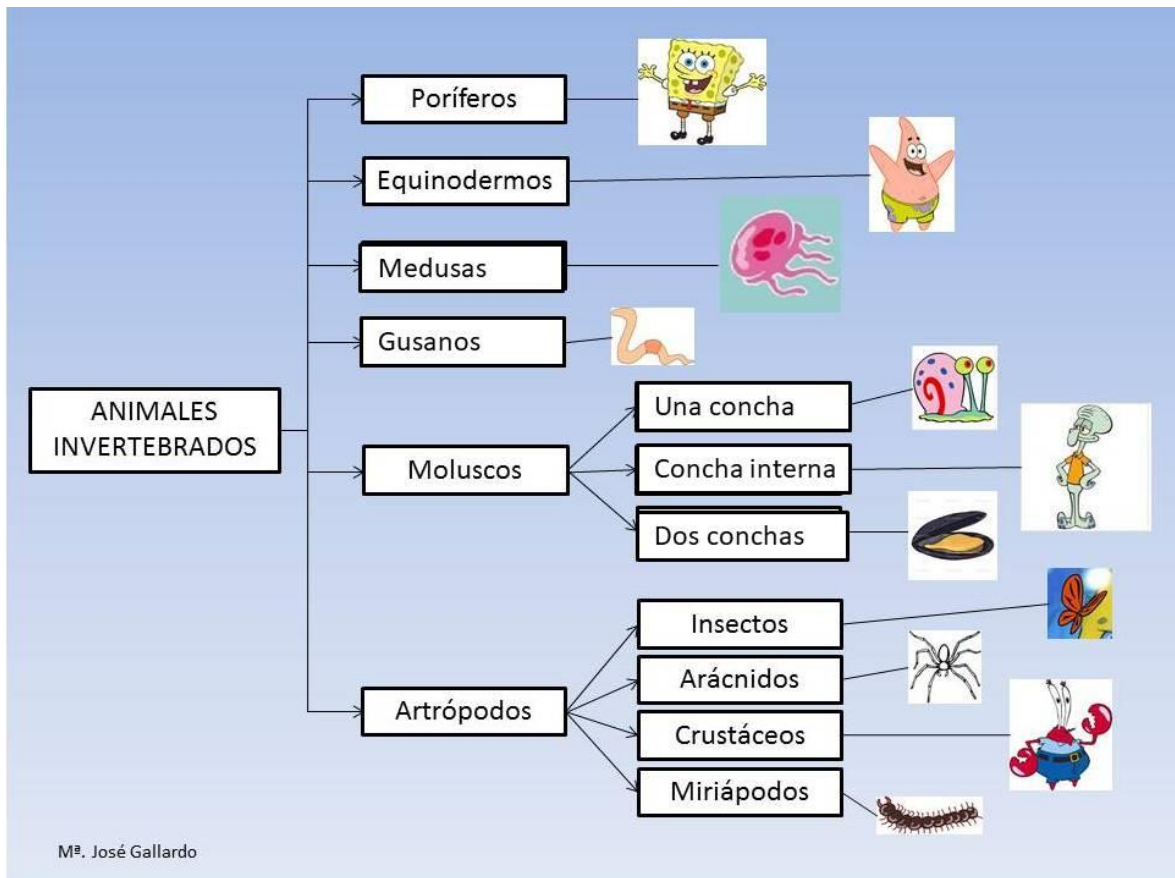 Poríferos
Equinodermos
Medusas
Gusanos
ANIMALES
INVERTEBRADOS
Moluscos
Una concha
Concha interna
Dos conchas
Artrópodos
Insectos
Arácnidos
Crustáceos
Miriápodos
Mª. José Gallardo